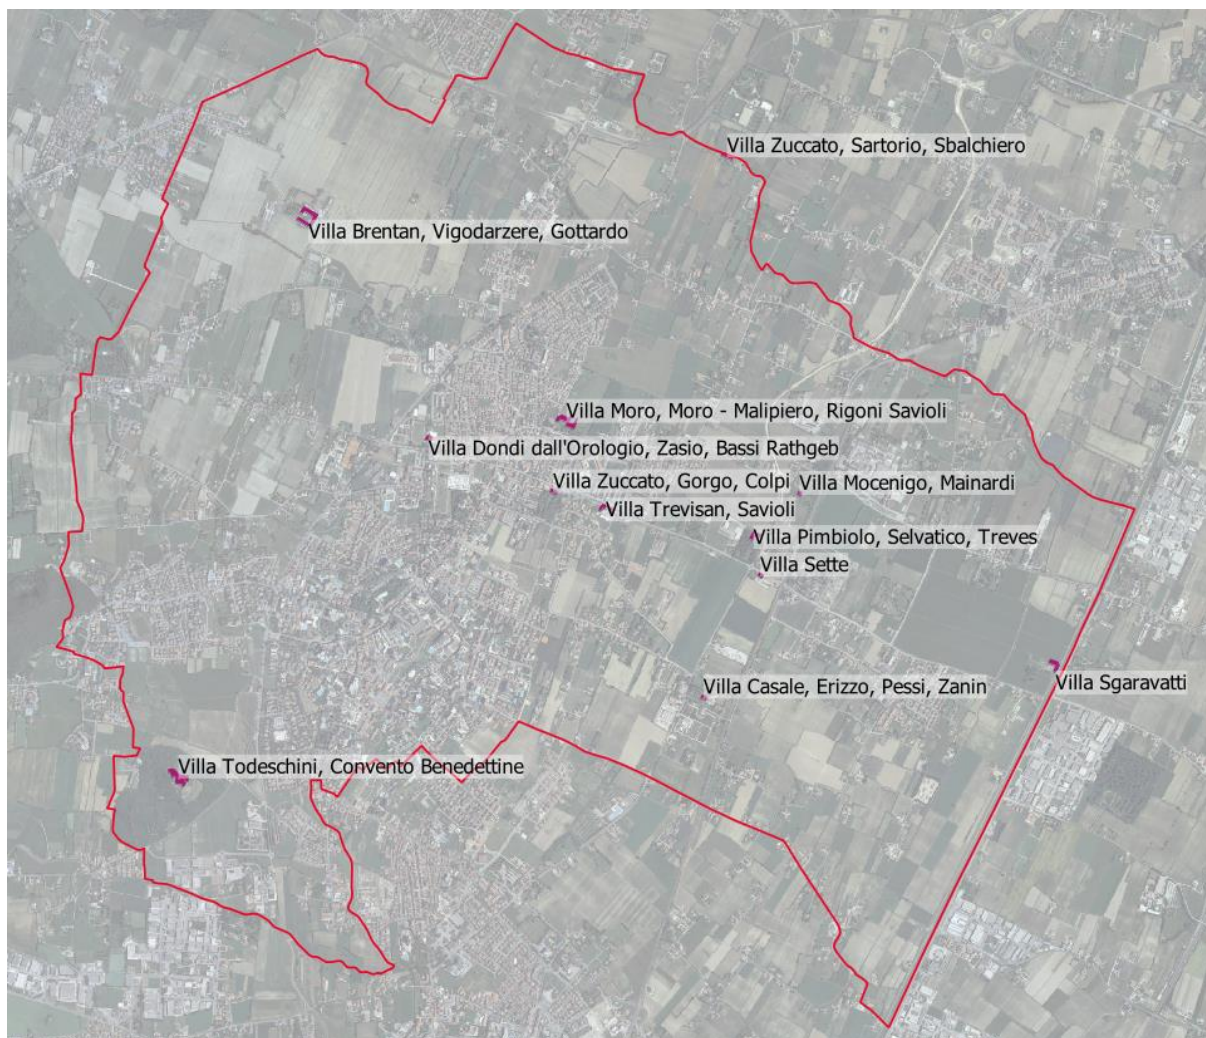 Villa Zuccato, Sartorio, Sbalchiero
Villa Brentan, Vigodarzere, Gottardo
Villa Moro, Moro - Malipiero, Rigoni Savioli
Villa Dondi dall'Orologio, Zasio, Bassi Rathgeb
Villa Zuccato, Gorgo, Colpi
Villa Mocenigo, Mainardi
Villa Trevisan, Savioli
Villa Pimbiolo, Selvatico, Treves
Villa Sette
Villa Sgaravatti
Villa Casale, Erizzo, Pessi, Zanin
Villa Todeschini, Convento Benedettine